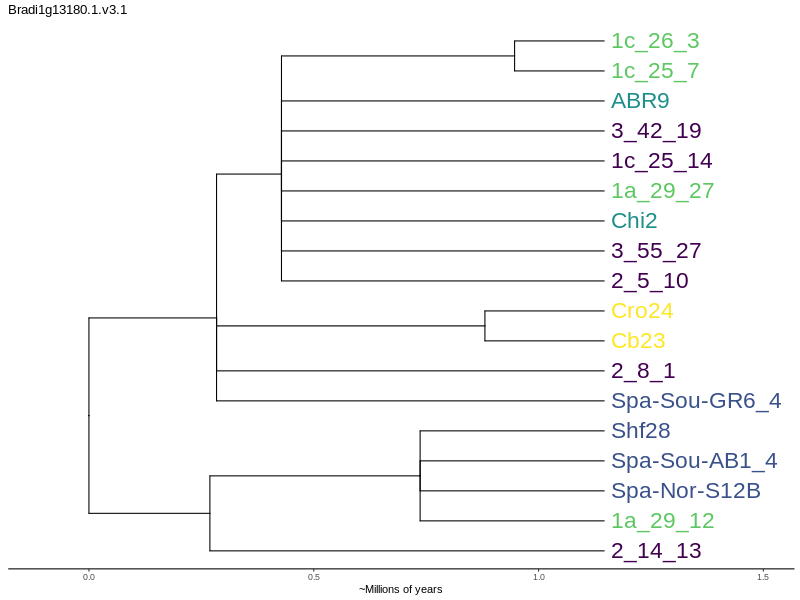 Bradi1g13180.1.v3.1
1c_26_3
1c_25_7
ABR9
3_42_19
1c_25_14
1a_29_27
Chi2
3_55_27
2_5_10
Cro24
Cb23
2_8_1
Spa-Sou-GR6_4
Shf28
Spa-Sou-AB1_4
Spa-Nor-S12B
1a_29_12
2_14_13
0.0 0.5 1.0 1.5
~Millions of years